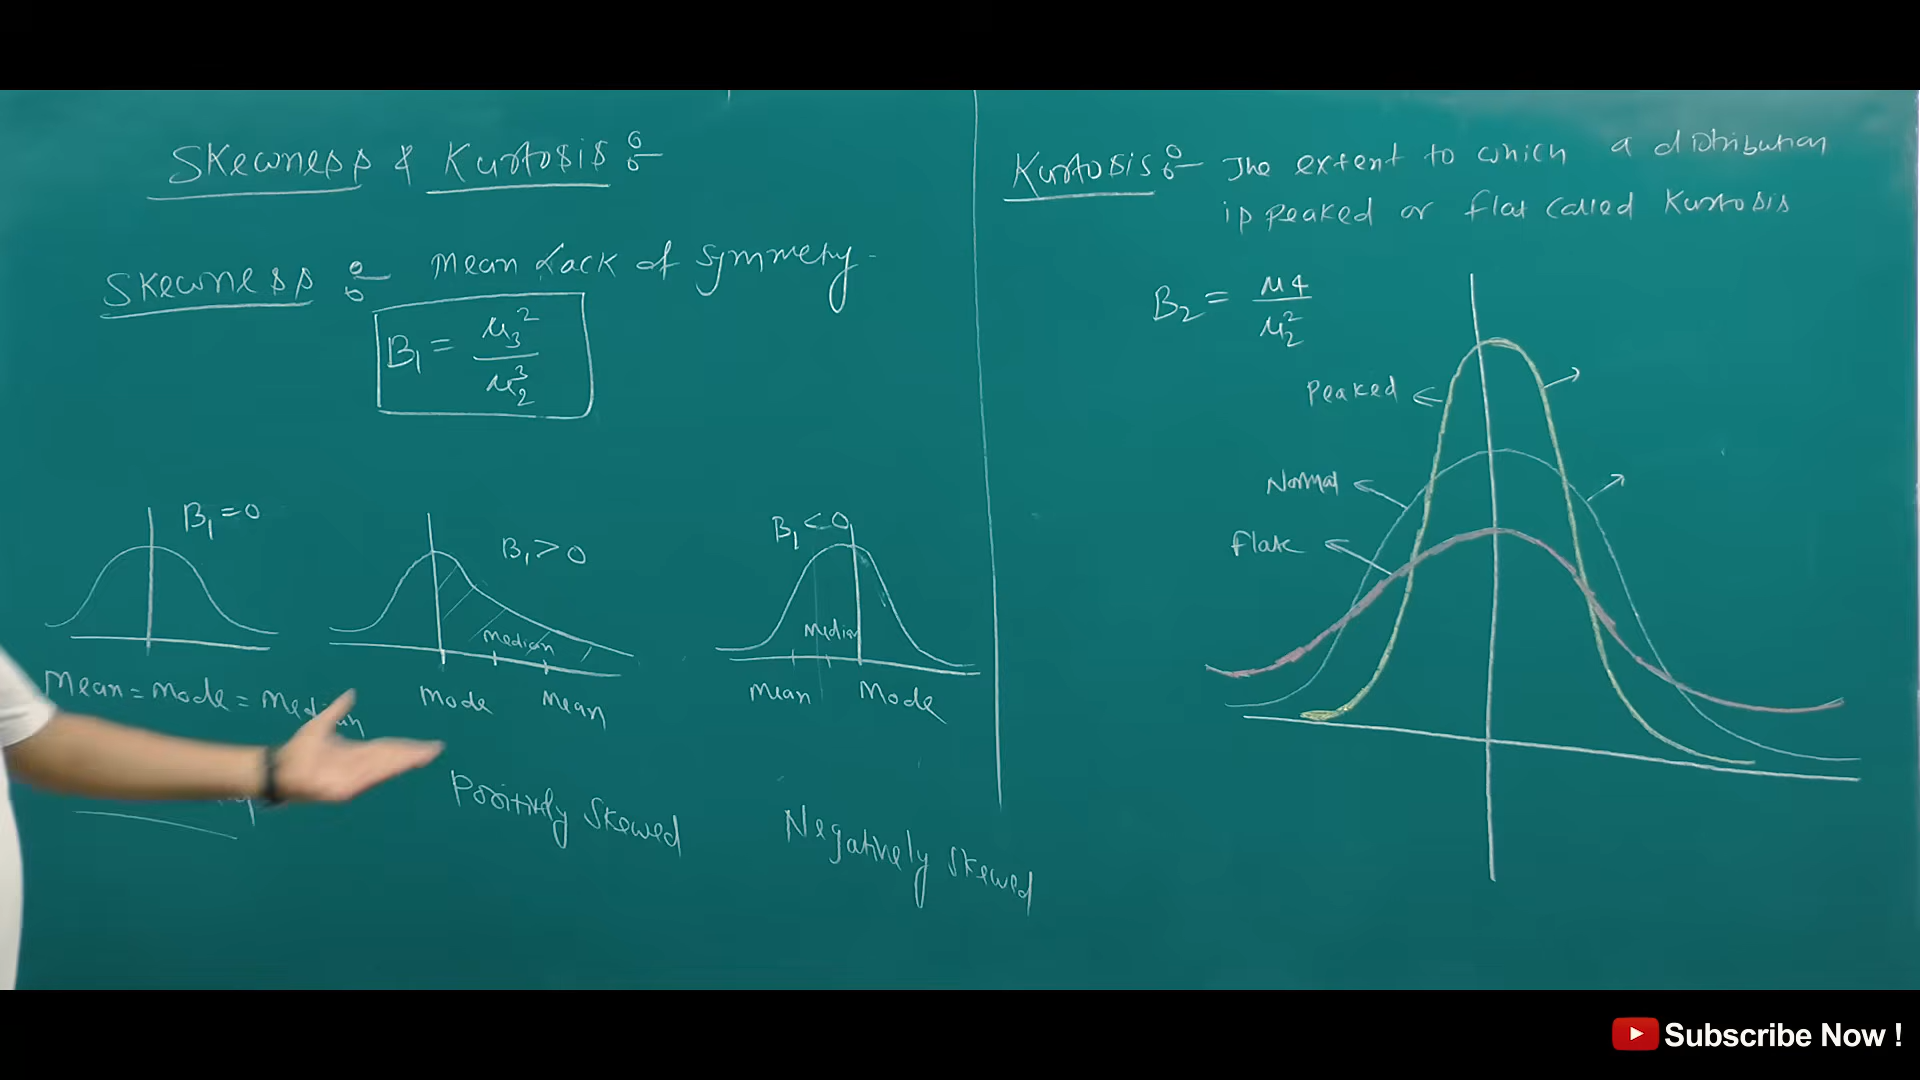 Skewness & Kurtosis :-
Skewness :- Mean Lack of Symmetry.
B₁ = μ₃² / μ₂³
B₁ = 0
B₁ > 0
B₁ < 0
Median
Median
Mean = Mode = Median
Mode
Mean
Mean
Mode
Positively Skewed
Negatively Skewed
Kurtosis :- The extent to which a distribution
is peaked or flat called Kurtosis
B₂ = μ4 / μ₂²
Peaked
Normal
Flate
Subscribe Now !